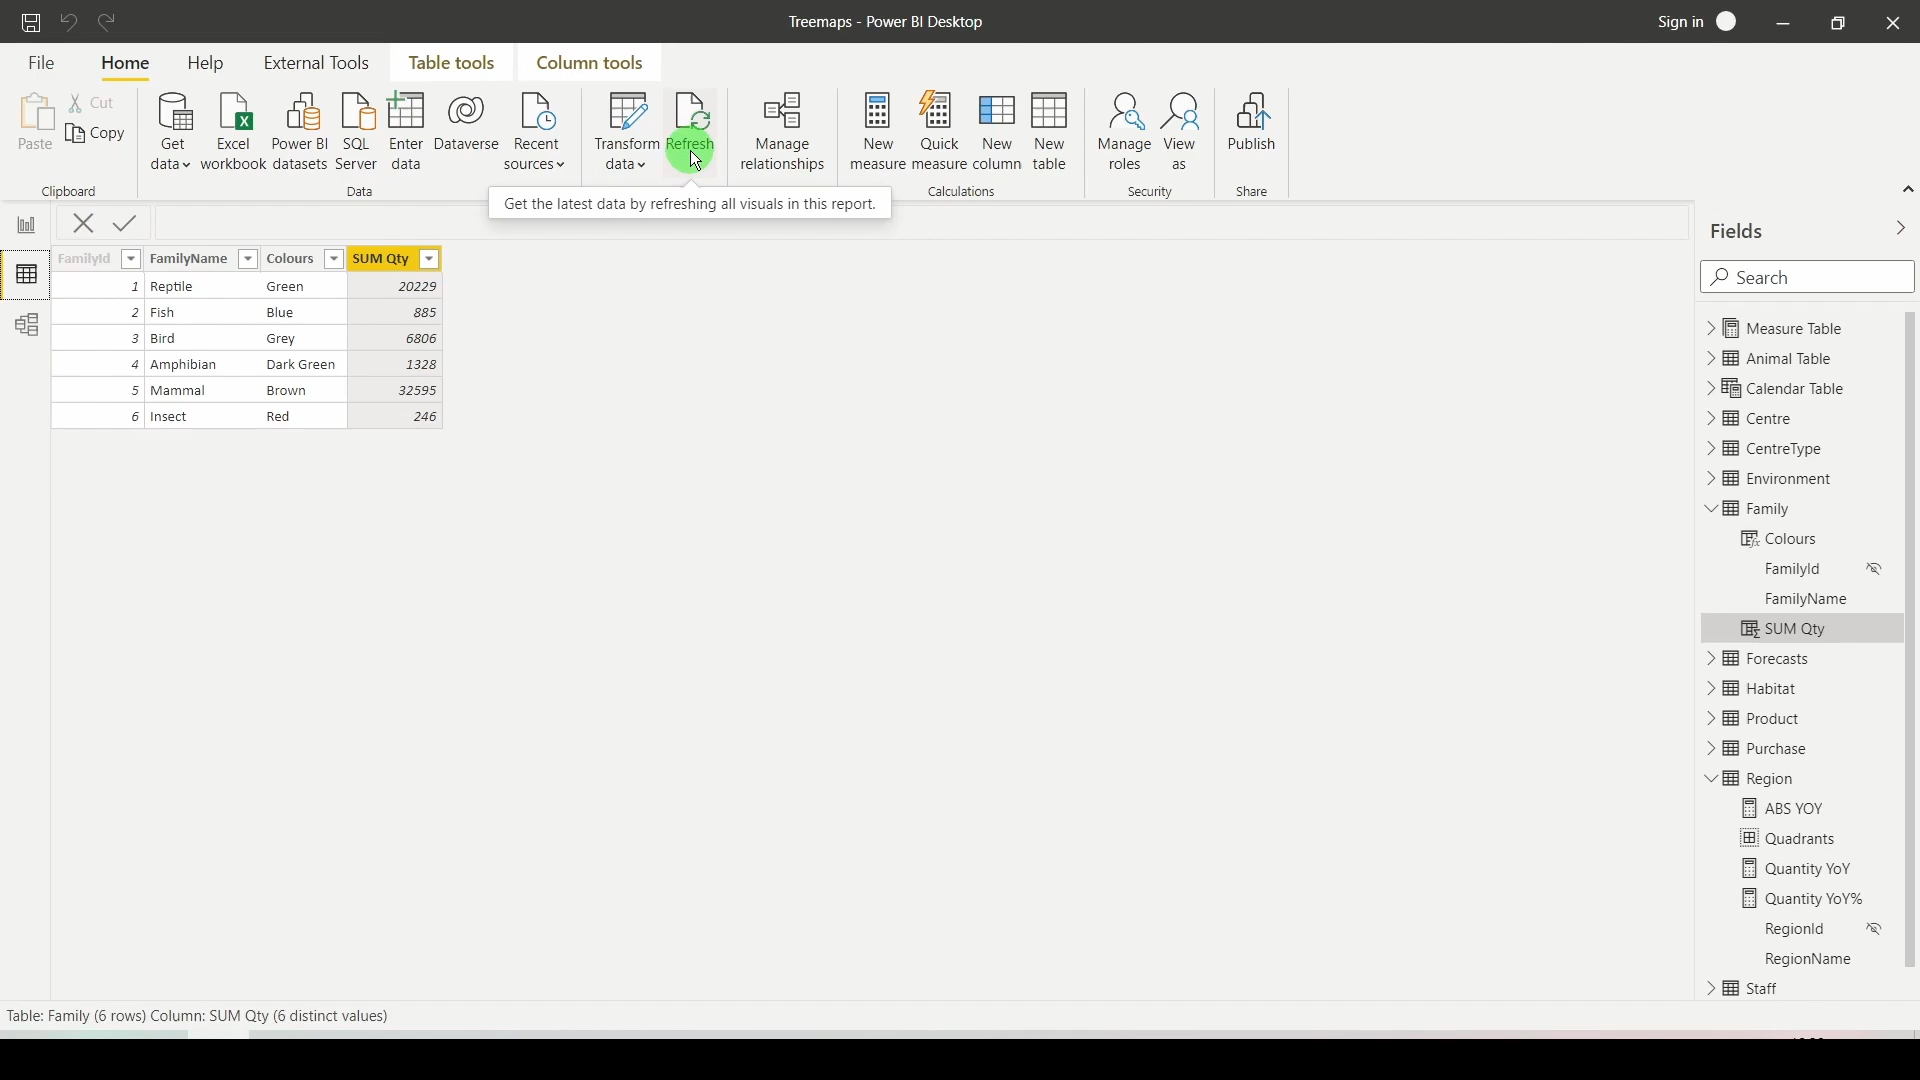 Treemaps - Power BI Desktop
Sign in
File
Home
Help
External Tools
Table tools
Column tools
Paste
Cut
Copy
Clipboard
Get data
Excel workbook
Power BI datasets
SQL Server
Enter data
Dataverse
Recent sources
Data
Transform data
Refresh
Manage relationships
New measure
Quick measure
New column
New table
Calculations
Manage roles
View as
Security
Publish
Share
Get the latest data by refreshing all visuals in this report.
FamilyId FamilyName Colours SUM Qty
1 Reptile Green 20229
2 Fish Blue 885
3 Bird Grey 6806
4 Amphibian Dark Green 1328
5 Mammal Brown 32595
6 Insect Red 246
Fields
Search
Measure Table
Animal Table
Calendar Table
Centre
CentreType
Environment
Family
Colours
FamilyId
FamilyName
SUM Qty
Forecasts
Habitat
Product
Purchase
Region
ABS YOY
Quadrants
Quantity YoY
Quantity YoY%
RegionId
RegionName
Staff
Table: Family (6 rows) Column: SUM Qty (6 distinct values)